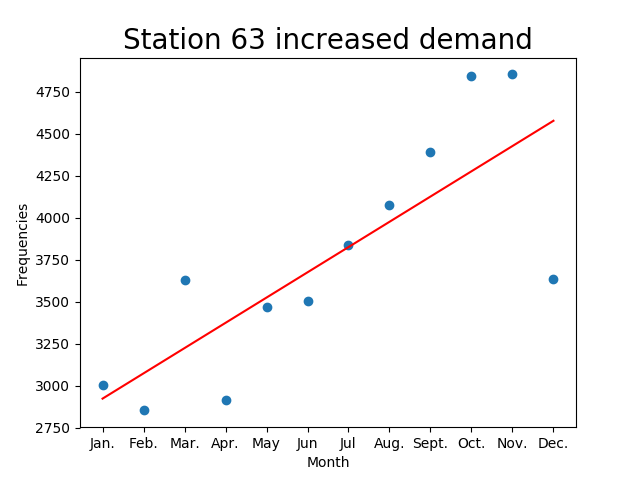 Station 63 increased demand
Frequencies
4750
4500
4250
4000
3750
3500
3250
3000
2750
Jan. Feb. Mar. Apr. May Jun Jul Aug. Sept. Oct. Nov. Dec.
Month